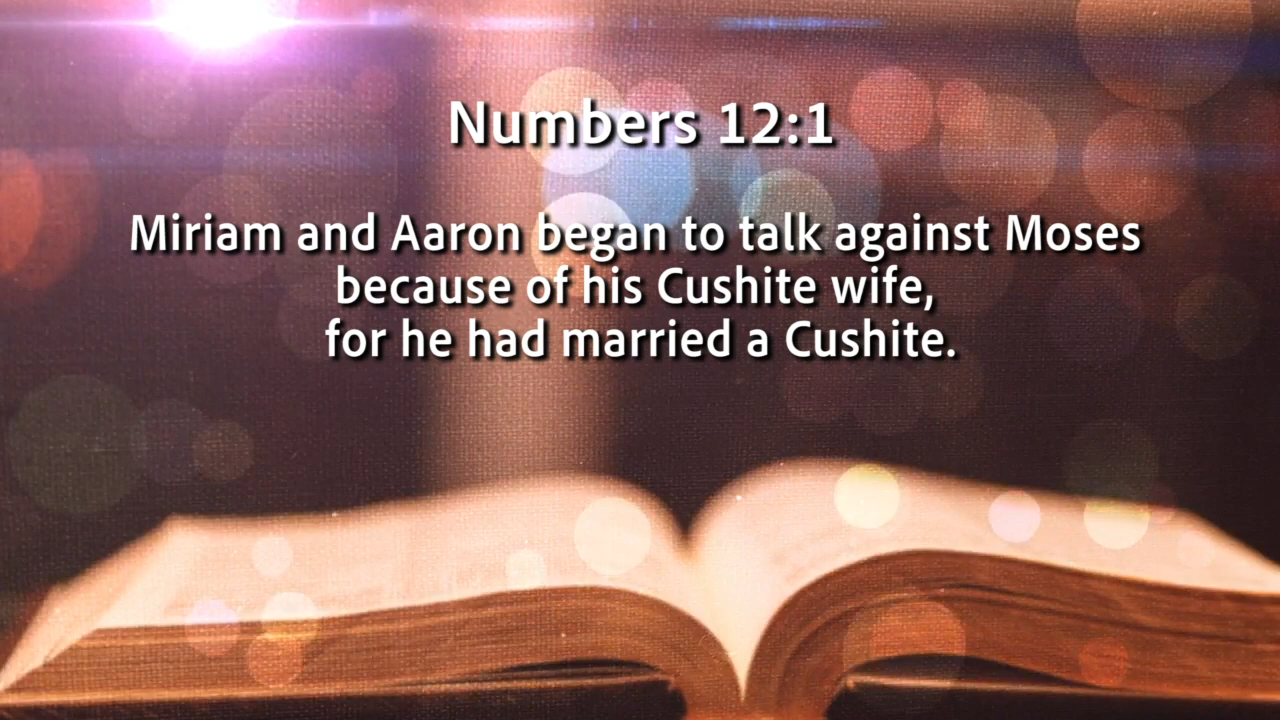 Numbers 12:1
Miriam and Aaron began to talk against Moses
because of his Cushite wife,
for he had married a Cushite.